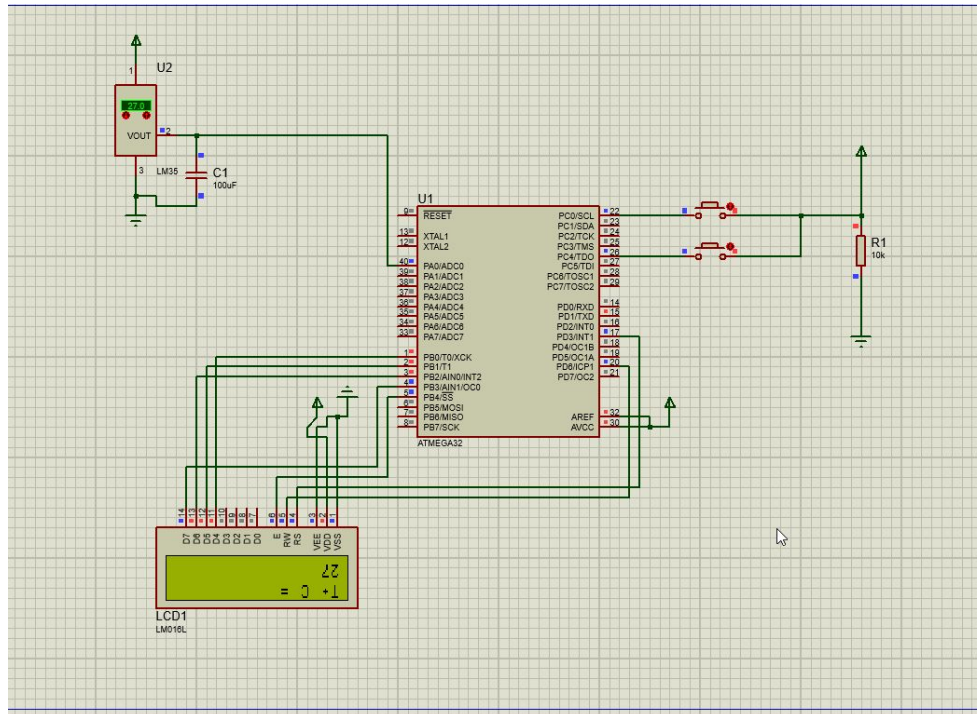 U2
1
27.0
VOUT
2
3
LM35
C1
100uF
U1
9 RESET
13 XTAL1
12 XTAL2
40 PA0/ADC0
39 PA1/ADC1
38 PA2/ADC2
37 PA3/ADC3
36 PA4/ADC4
35 PA5/ADC5
34 PA6/ADC6
33 PA7/ADC7
1 PB0/T0/XCK
2 PB1/T1
3 PB2/AIN0/INT2
4 PB3/AIN1/OC0
5 PB4/SS
6 PB5/MOSI
7 PB6/MISO
8 PB7/SCK
PC0/SCL 22
PC1/SDA 23
PC2/TCK 24
PC3/TMS 25
PC4/TDO 26
PC5/TDI 27
PC6/TOSC1 28
PC7/TOSC2 29
PD0/RXD 14
PD1/TXD 15
PD2/INT0 16
PD3/INT1 17
PD4/OC1B 18
PD5/OC1A 19
PD6/ICP1 20
PD7/OC2 21
AREF 32
AVCC 30
ATMEGA32
R1
10k
14 13 12 11 10 9 8 7 6 5 4 3 2 1
D7 D6 D5 D4 D3 D2 D1 D0 E RW RS VEE VDD VSS
T+ C =
27
LCD1
LM016L